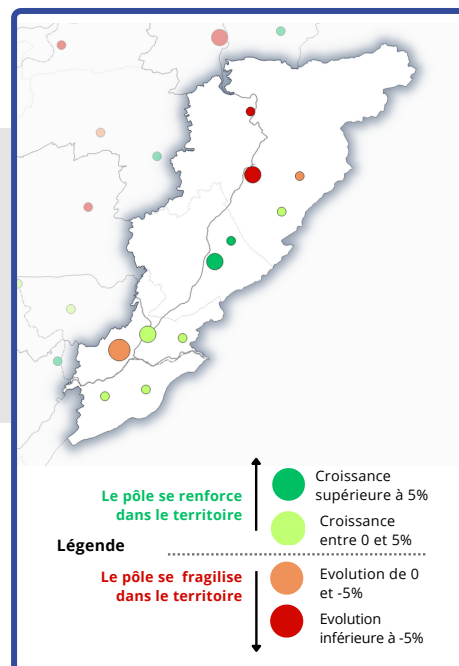 Croissance
supérieure à 5%
Le pôle se renforce
dans le territoire
Croissance
entre 0 et 5%
Légende
Le pôle se fragilise
dans le territoire
Evolution de 0
et -5%
Evolution
inférieure à -5%